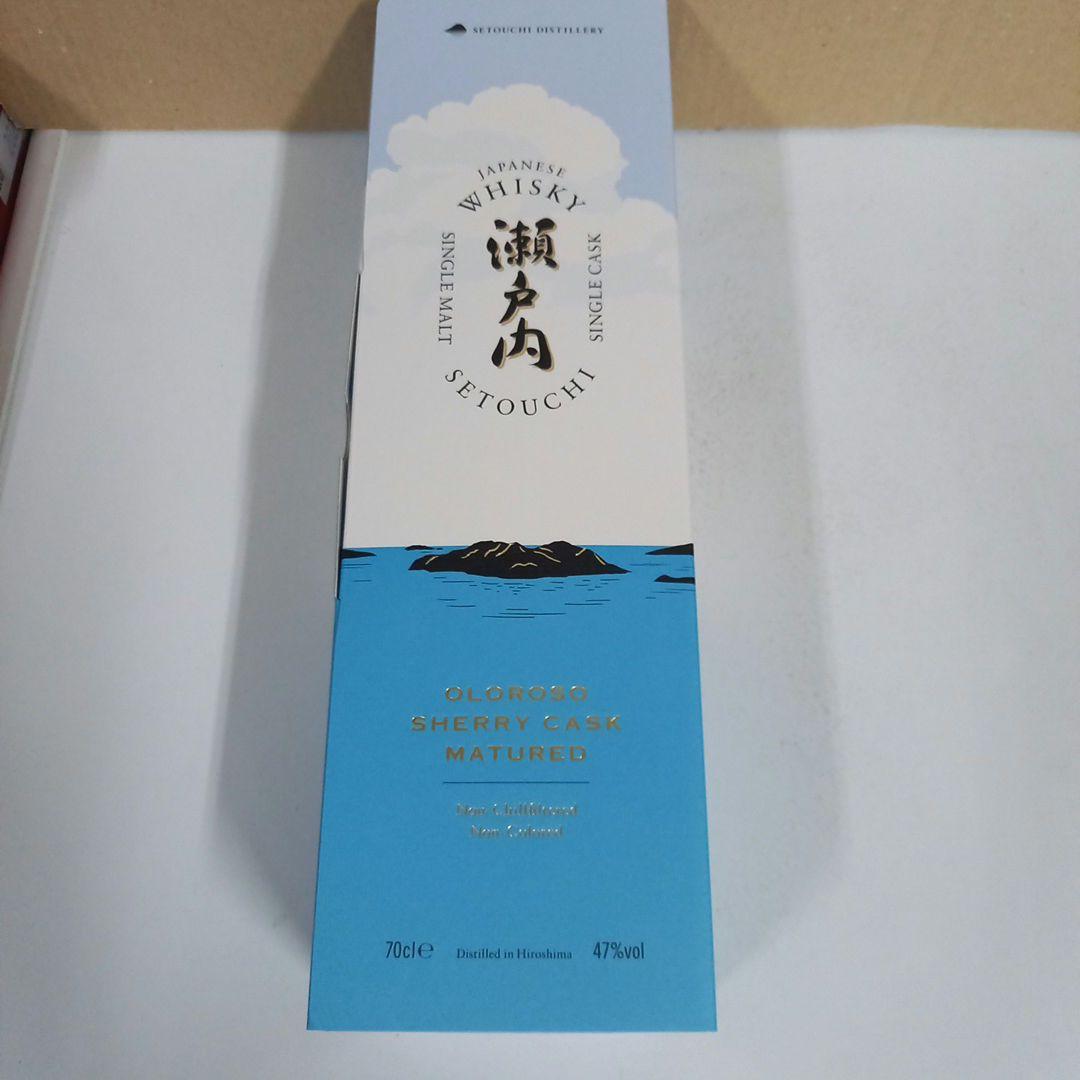 SETOUCHI DISTILLERY
JAPANESE
WHISKY
SINGLE MALT
瀬戸内
SINGLE CASK
SETOUCHI
OLOROSO
SHERRY CASK
MATURED
Non Chillfiltered
Non Colored
70cl℮ Distilled in Hiroshima 47%vol